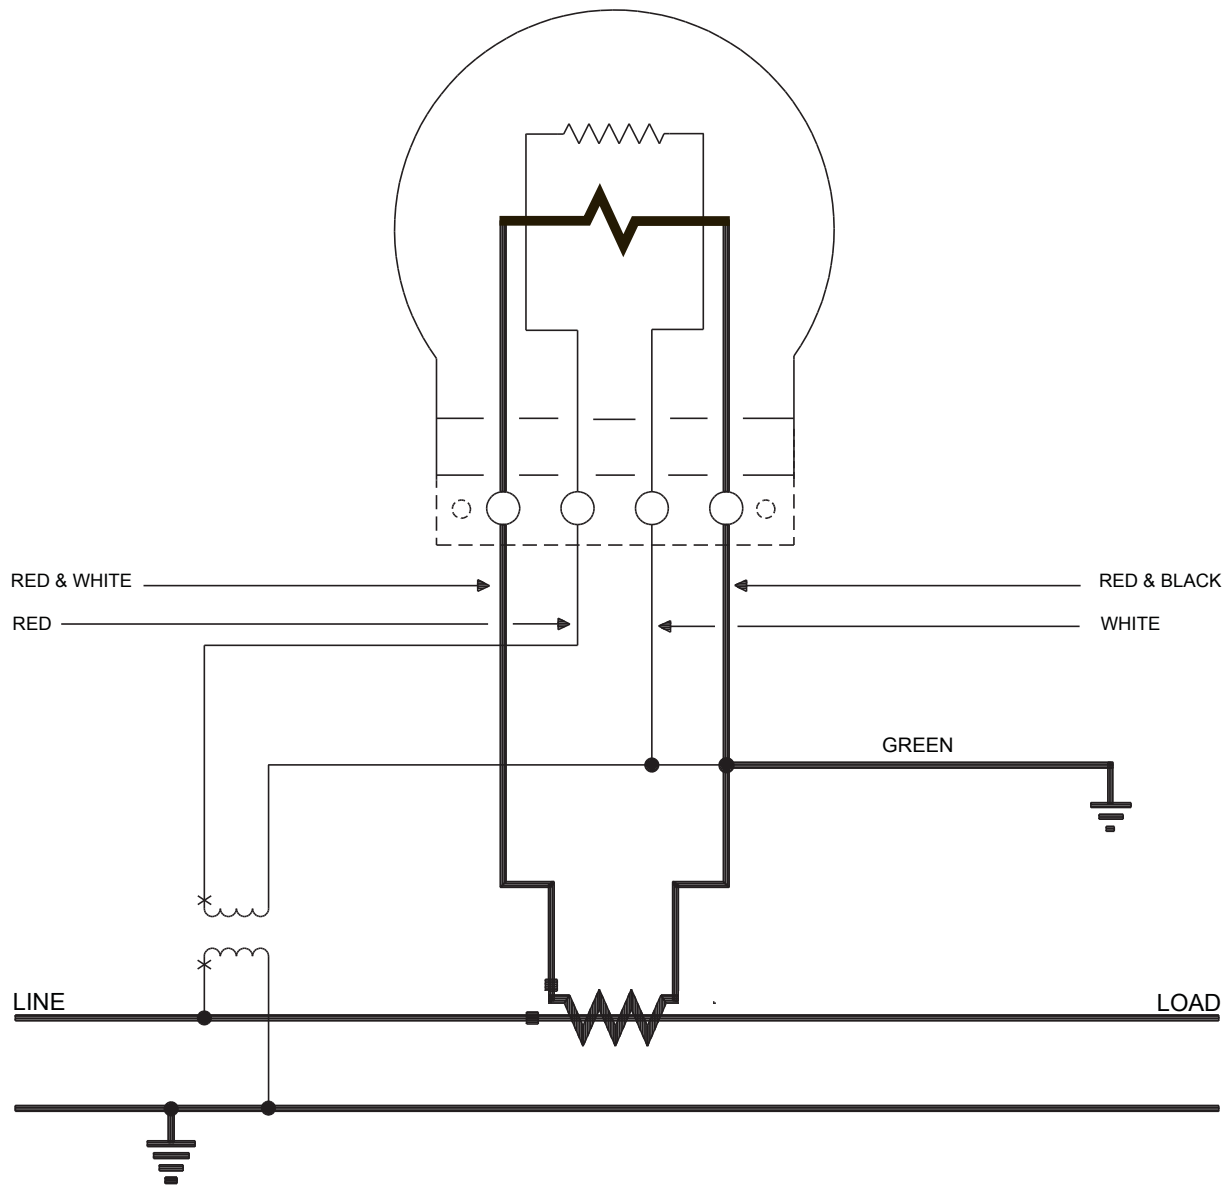 RED & WHITE
RED & BLACK
RED
WHITE
GREEN
LINE
LOAD